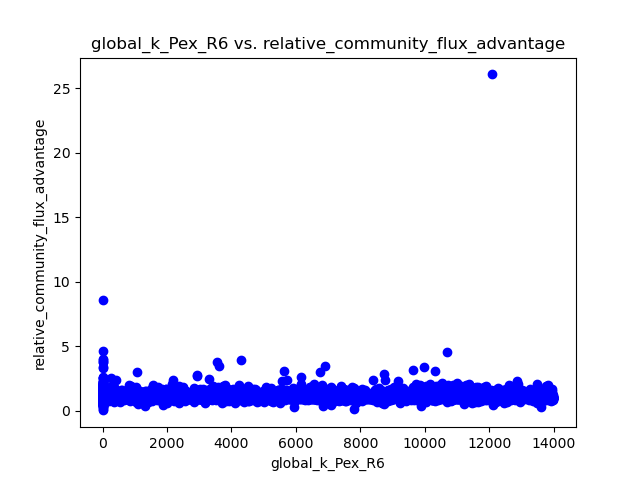 global_k_Pex_R6 vs. relative_community_flux_advantage
relative_community_flux_advantage
25
20
15
10
5
0
0 2000 4000 6000 8000 10000 12000 14000
global_k_Pex_R6